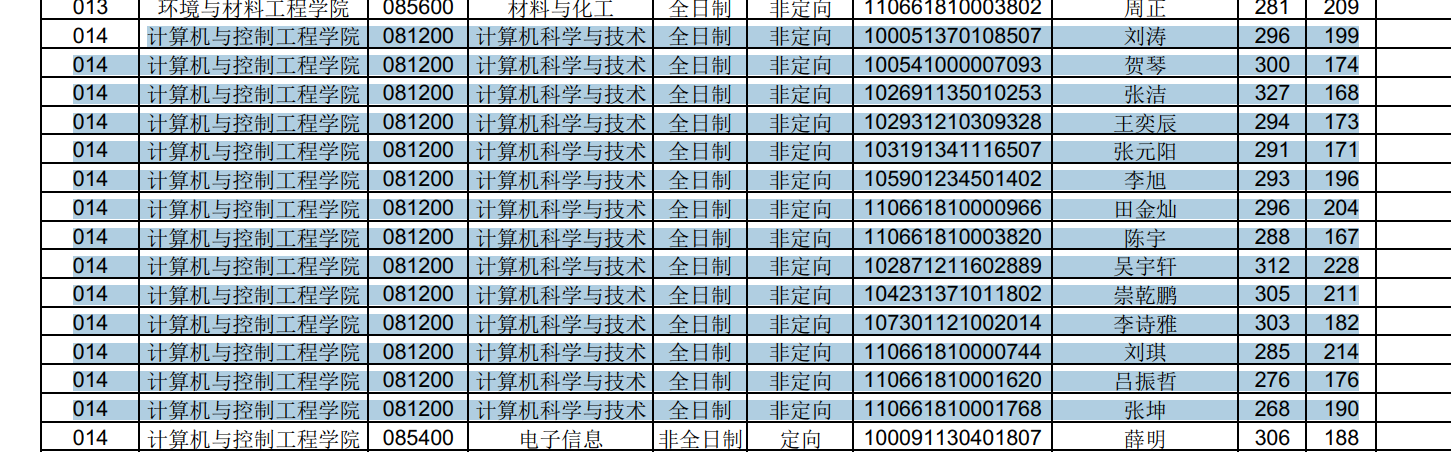 013 环境与材料工程学院 085600 材料与化工 全日制 非定向 110661810003802 周正 281 209
014 计算机与控制工程学院 081200 计算机科学与技术 全日制 非定向 100051370108507 刘涛 296 199
014 计算机与控制工程学院 081200 计算机科学与技术 全日制 非定向 100541000007093 贺琴 300 174
014 计算机与控制工程学院 081200 计算机科学与技术 全日制 非定向 102691135010253 张洁 327 168
014 计算机与控制工程学院 081200 计算机科学与技术 全日制 非定向 102931210309328 王奕辰 294 173
014 计算机与控制工程学院 081200 计算机科学与技术 全日制 非定向 103191341116507 张元阳 291 171
014 计算机与控制工程学院 081200 计算机科学与技术 全日制 非定向 105901234501402 李旭 293 196
014 计算机与控制工程学院 081200 计算机科学与技术 全日制 非定向 110661810000966 田金灿 296 204
014 计算机与控制工程学院 081200 计算机科学与技术 全日制 非定向 110661810003820 陈宇 288 167
014 计算机与控制工程学院 081200 计算机科学与技术 全日制 非定向 102871211602889 吴宇轩 312 228
014 计算机与控制工程学院 081200 计算机科学与技术 全日制 非定向 104231371011802 崇乾鹏 305 211
014 计算机与控制工程学院 081200 计算机科学与技术 全日制 非定向 107301121002014 李诗雅 303 182
014 计算机与控制工程学院 081200 计算机科学与技术 全日制 非定向 110661810000744 刘琪 285 214
014 计算机与控制工程学院 081200 计算机科学与技术 全日制 非定向 110661810001620 吕振哲 276 176
014 计算机与控制工程学院 081200 计算机科学与技术 全日制 非定向 110661810001768 张坤 268 190
014 计算机与控制工程学院 085400 电子信息 非全日制 定向 100091130401807 薛明 306 188